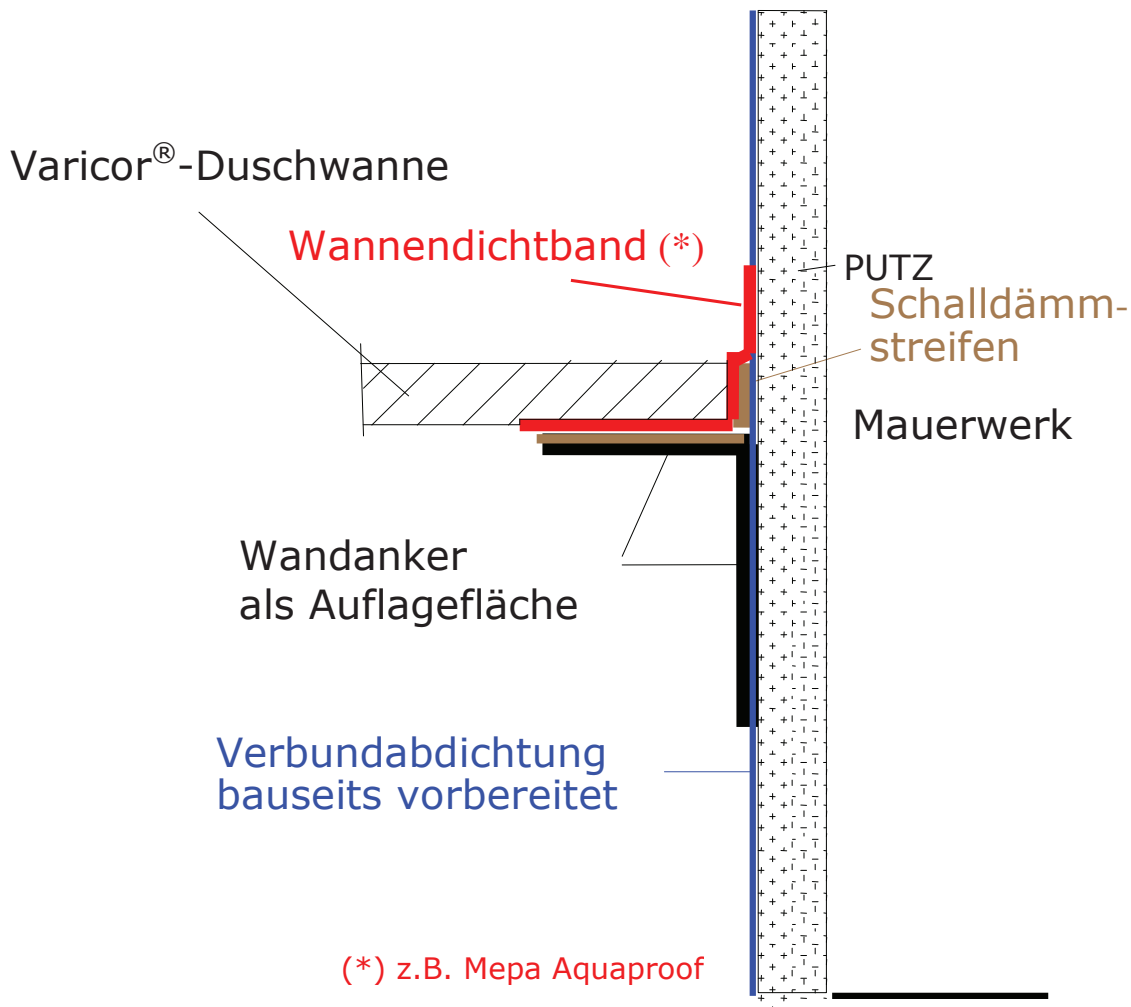 Varicor®-Duschwanne
Wannendichtband (*)
PUTZ
Schalldämm-
streifen
Mauerwerk
Wandanker
als Auflagefläche
Verbundabdichtung
bauseits vorbereitet
(*) z.B. Mepa Aquaproof